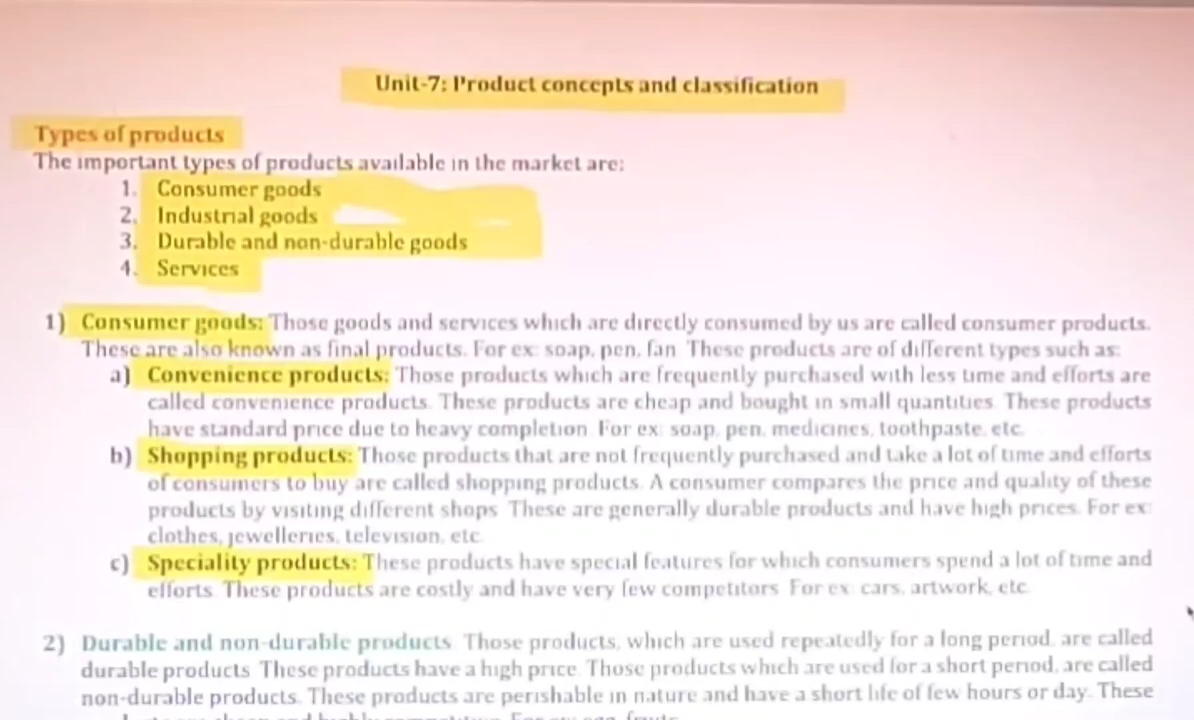 Unit-7: Product concepts and classification
Types of products
The important types of products available in the market are:
1. Consumer goods
2. Industrial goods
3. Durable and non-durable goods
4. Services
1) Consumer goods: Those goods and services which are directly consumed by us are called consumer products.
These are also known as final products. For ex: soap, pen, fan. These products are of different types such as:
a) Convenience products: Those products which are frequently purchased with less time and efforts are
called convenience products. These products are cheap and bought in small quantities. These products
have standard price due to heavy completion. For ex: soap, pen, medicines, toothpaste, etc.
b) Shopping products: Those products that are not frequently purchased and take a lot of time and efforts
of consumers to buy are called shopping products. A consumer compares the price and quality of these
products by visiting different shops. These are generally durable products and have high prices. For ex:
clothes, jewelleries, television, etc.
c) Speciality products: These products have special features for which consumers spend a lot of time and
efforts. These products are costly and have very few competitors. For ex: cars, artwork, etc.
2) Durable and non-durable products: Those products, which are used repeatedly for a long period, are called
durable products. These products have a high price. Those products which are used for a short period, are called
non-durable products. These products are perishable in nature and have a short life of few hours or day. These